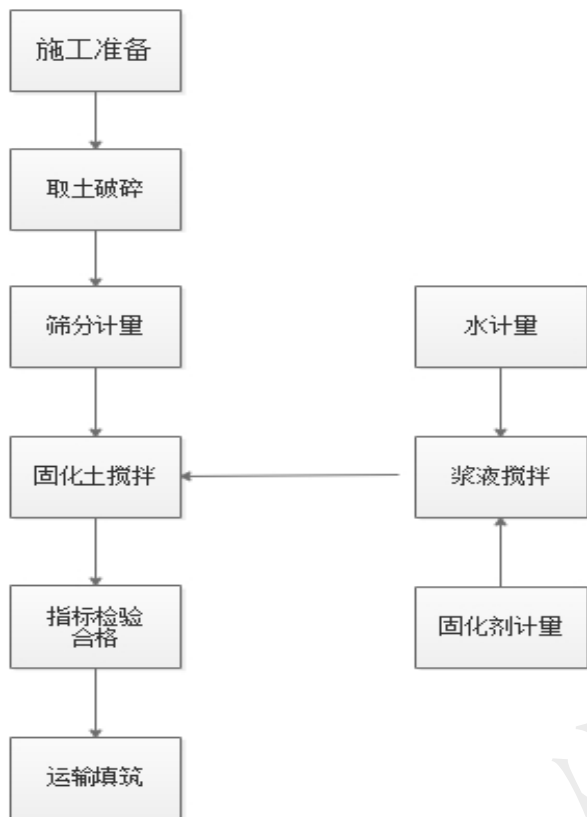 施工准备
取土破碎
筛分计量
水计量
固化土搅拌
浆液搅拌
指标检验
合格
固化剂计量
运输填筑